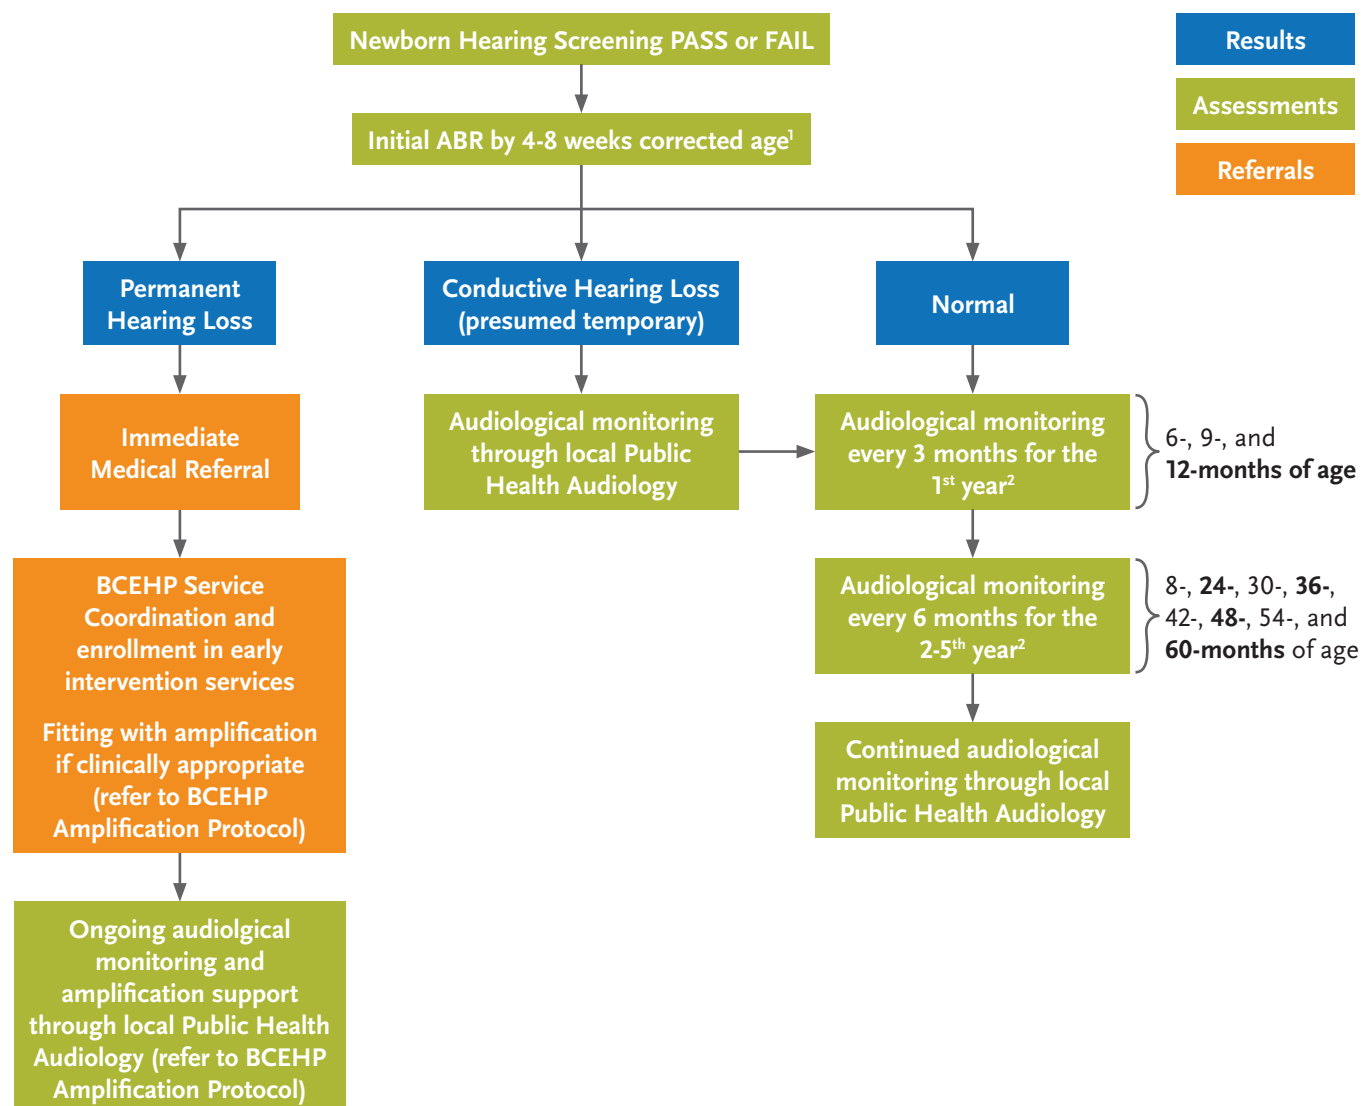 Newborn Hearing Screening PASS or FAIL
Results
Assessments
Referrals
Initial ABR by 4-8 weeks corrected age¹
Permanent
Hearing Loss
Conductive Hearing Loss
(presumed temporary)
Normal
Immediate
Medical Referral
Audiological monitoring
through local Public
Health Audiology
Audiological monitoring
every 3 months for the
1st year²
6-, 9-, and
12-months of age
BCEHP Service
Coordination and
enrollment in early
intervention services
Fitting with amplification
if clinically appropriate
(refer to BCEHP
Amplification Protocol)
Audiological monitoring
every 6 months for the
2-5th year²
8-, 24-, 30-, 36-,
42-, 48-, 54-, and
60-months of age
Continued audiological
monitoring through local
Public Health Audiology
Ongoing audiolgical
monitoring and
amplification support
through local Public Health
Audiology (refer to BCEHP
Amplification Protocol)